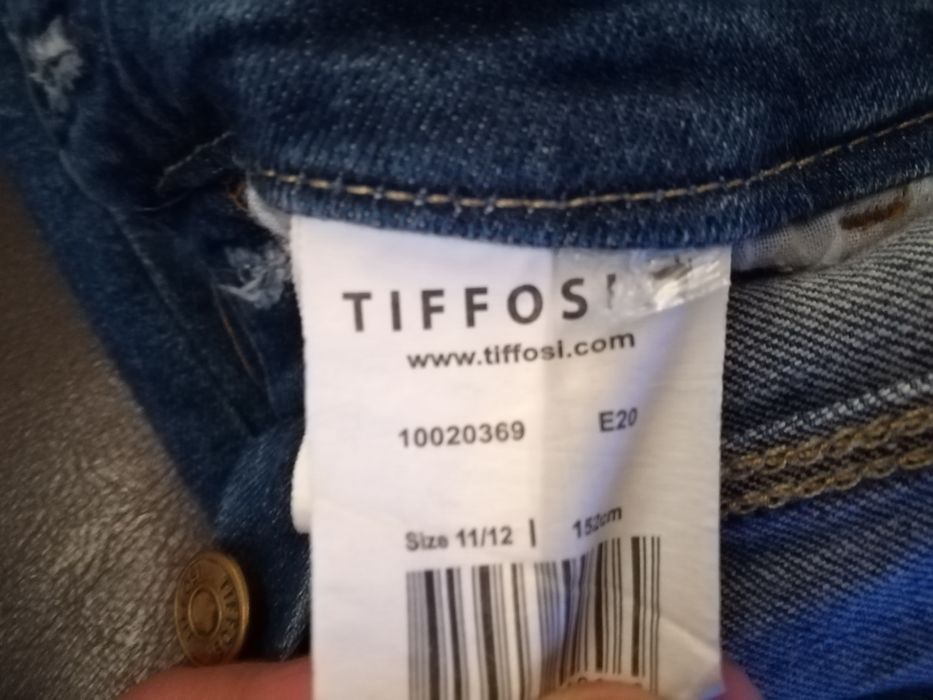 TIFFOSI
www.tiffosi.com
10020369 E20
Size 11/12 | 152cm